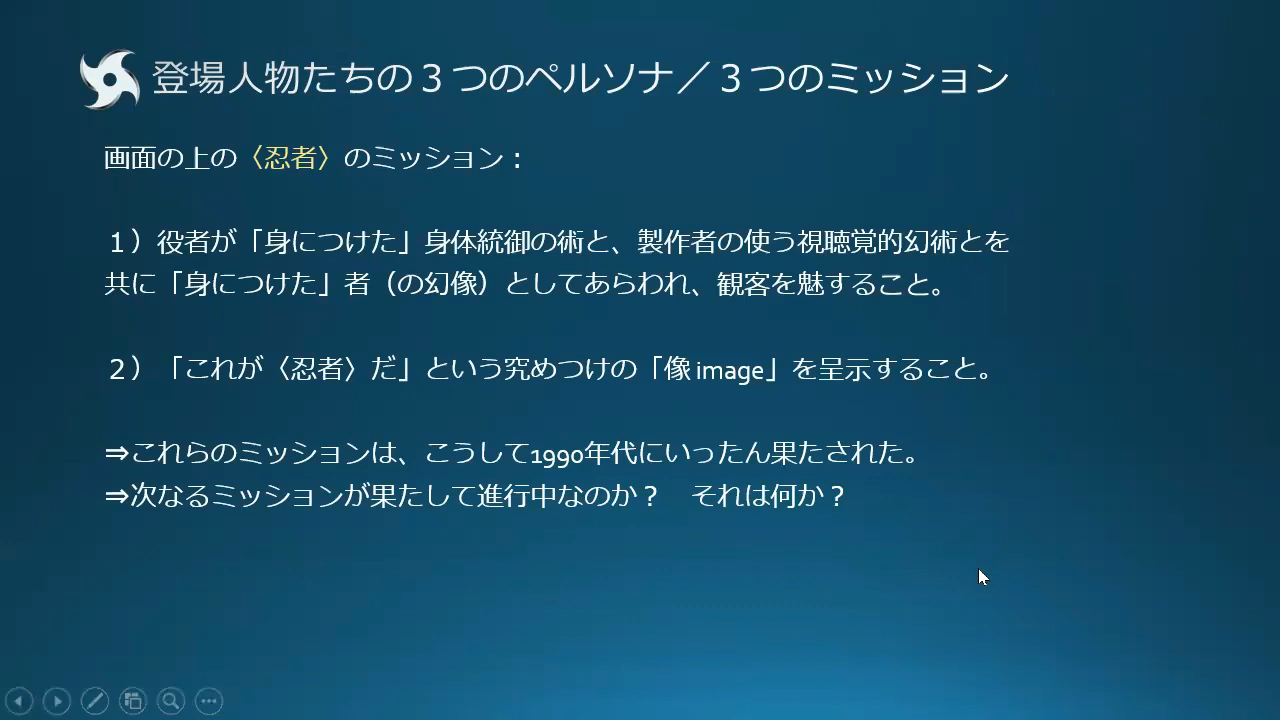 登場人物たちの３つのペルソナ／３つのミッション
画面の上の〈忍者〉のミッション：
１）役者が「身につけた」身体統御の術と、製作者の使う視聴覚的幻術とを
共に「身につけた」者（の幻像）としてあらわれ、観客を魅すること。
２）「これが〈忍者〉だ」という究めつけの「像 image」を呈示すること。
⇒これらのミッションは、こうして1990年代にいったん果たされた。
⇒次なるミッションが果たして進行中なのか？　それは何か？